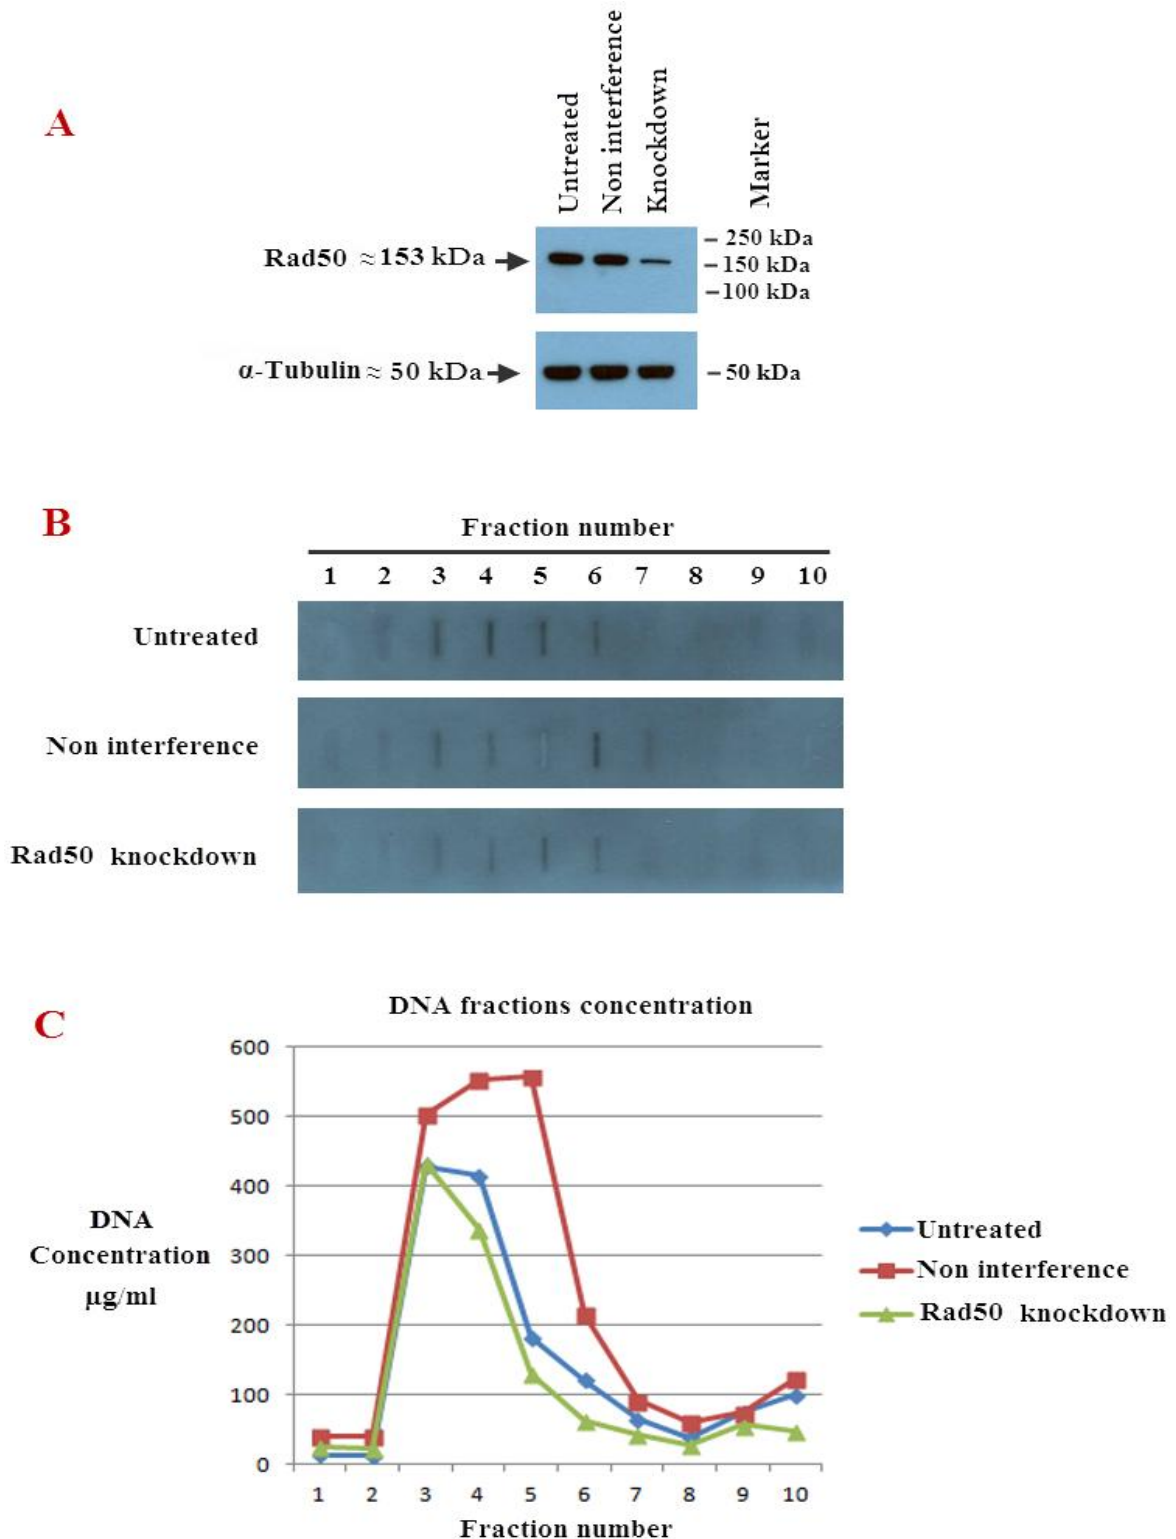 A
Untreated
Non interference
Knockdown
Marker
Rad50 ≈ 153 kDa
250 kDa
150 kDa
100 kDa
α-Tubulin ≈ 50 kDa
50 kDa
B
Fraction number
1 2 3 4 5 6 7 8 9 10
Untreated
Non interference
Rad50 knockdown
C
DNA fractions concentration
600
500
400
300
200
100
0
DNA
Concentration
µg/ml
1 2 3 4 5 6 7 8 9 10
Fraction number
Untreated
Non interference
Rad50 knockdown